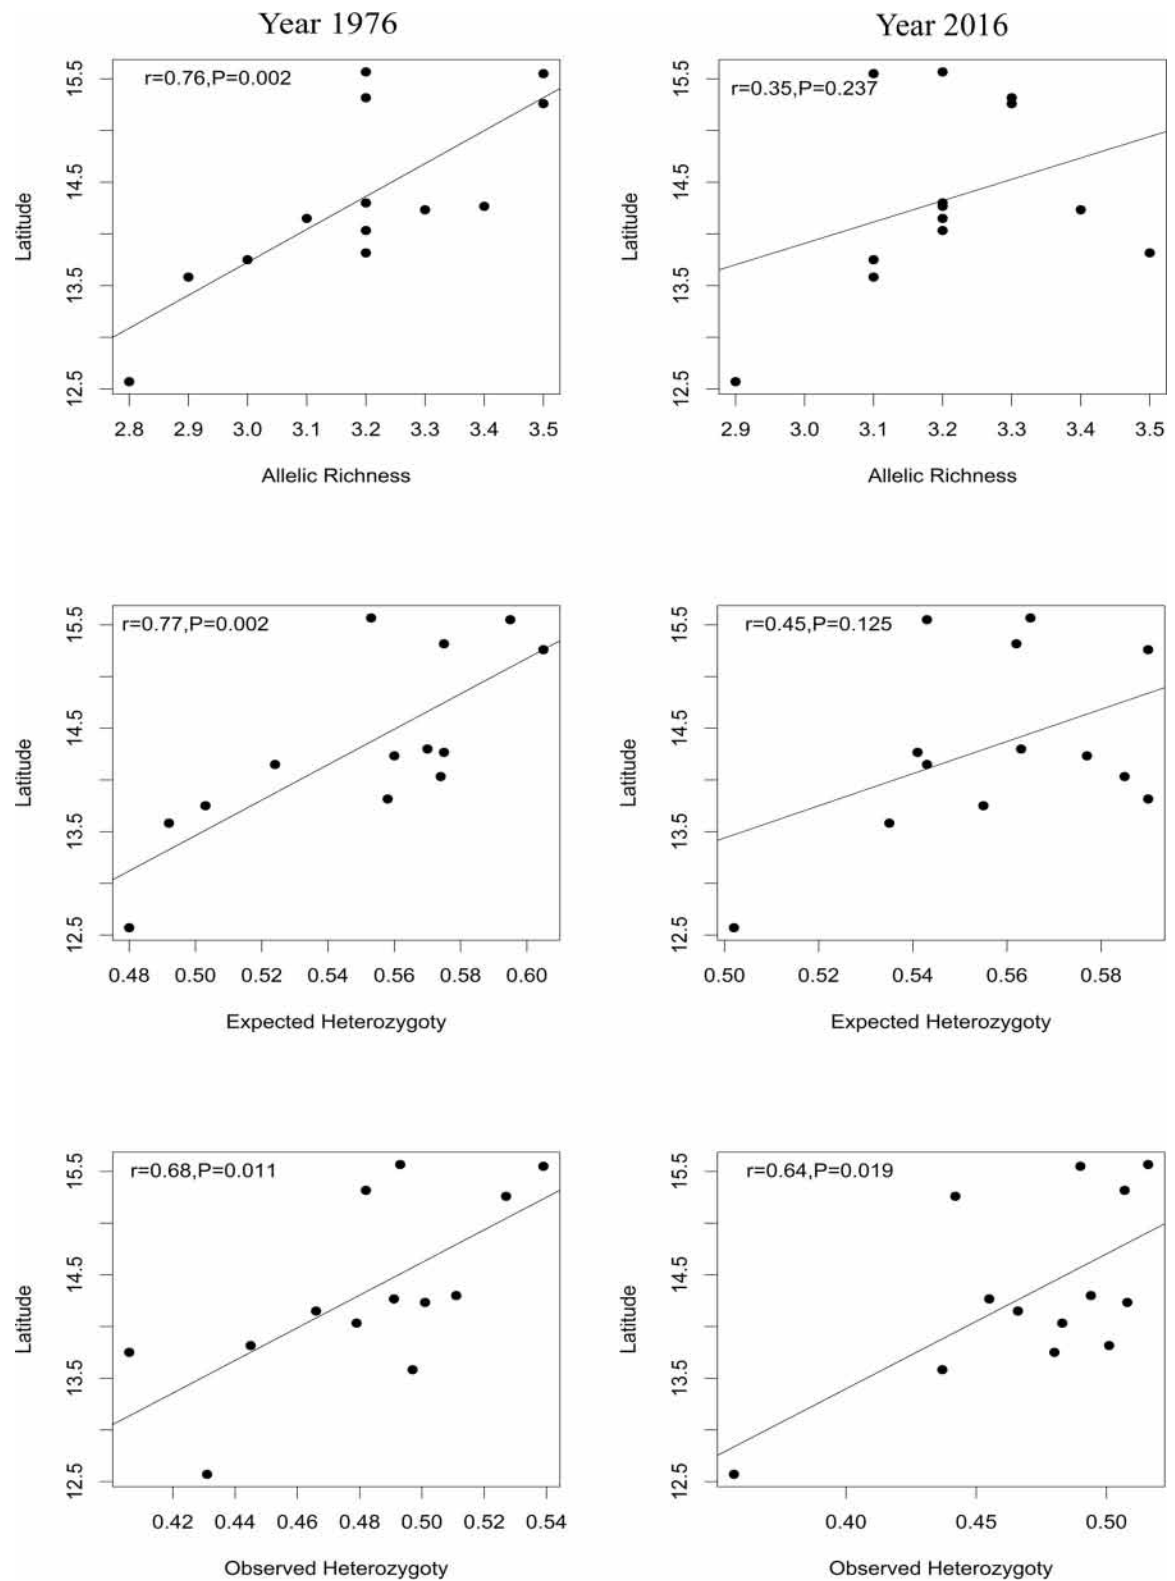 Year 1976
Year 2016
r=0.76,P=0.002
Latitude
15.5
14.5
13.5
12.5
2.8 2.9 3.0 3.1 3.2 3.3 3.4 3.5
Allelic Richness
r=0.35,P=0.237
Latitude
15.5
14.5
13.5
12.5
2.9 3.0 3.1 3.2 3.3 3.4 3.5
Allelic Richness
r=0.77,P=0.002
Latitude
15.5
14.5
13.5
12.5
0.48 0.50 0.52 0.54 0.56 0.58 0.60
Expected Heterozygoty
r=0.45,P=0.125
Latitude
15.5
14.5
13.5
12.5
0.50 0.52 0.54 0.56 0.58
Expected Heterozygoty
r=0.68,P=0.011
Latitude
15.5
14.5
13.5
12.5
0.42 0.44 0.46 0.48 0.50 0.52 0.54
Observed Heterozygoty
r=0.64,P=0.019
Latitude
15.5
14.5
13.5
12.5
0.40 0.45 0.50
Observed Heterozygoty